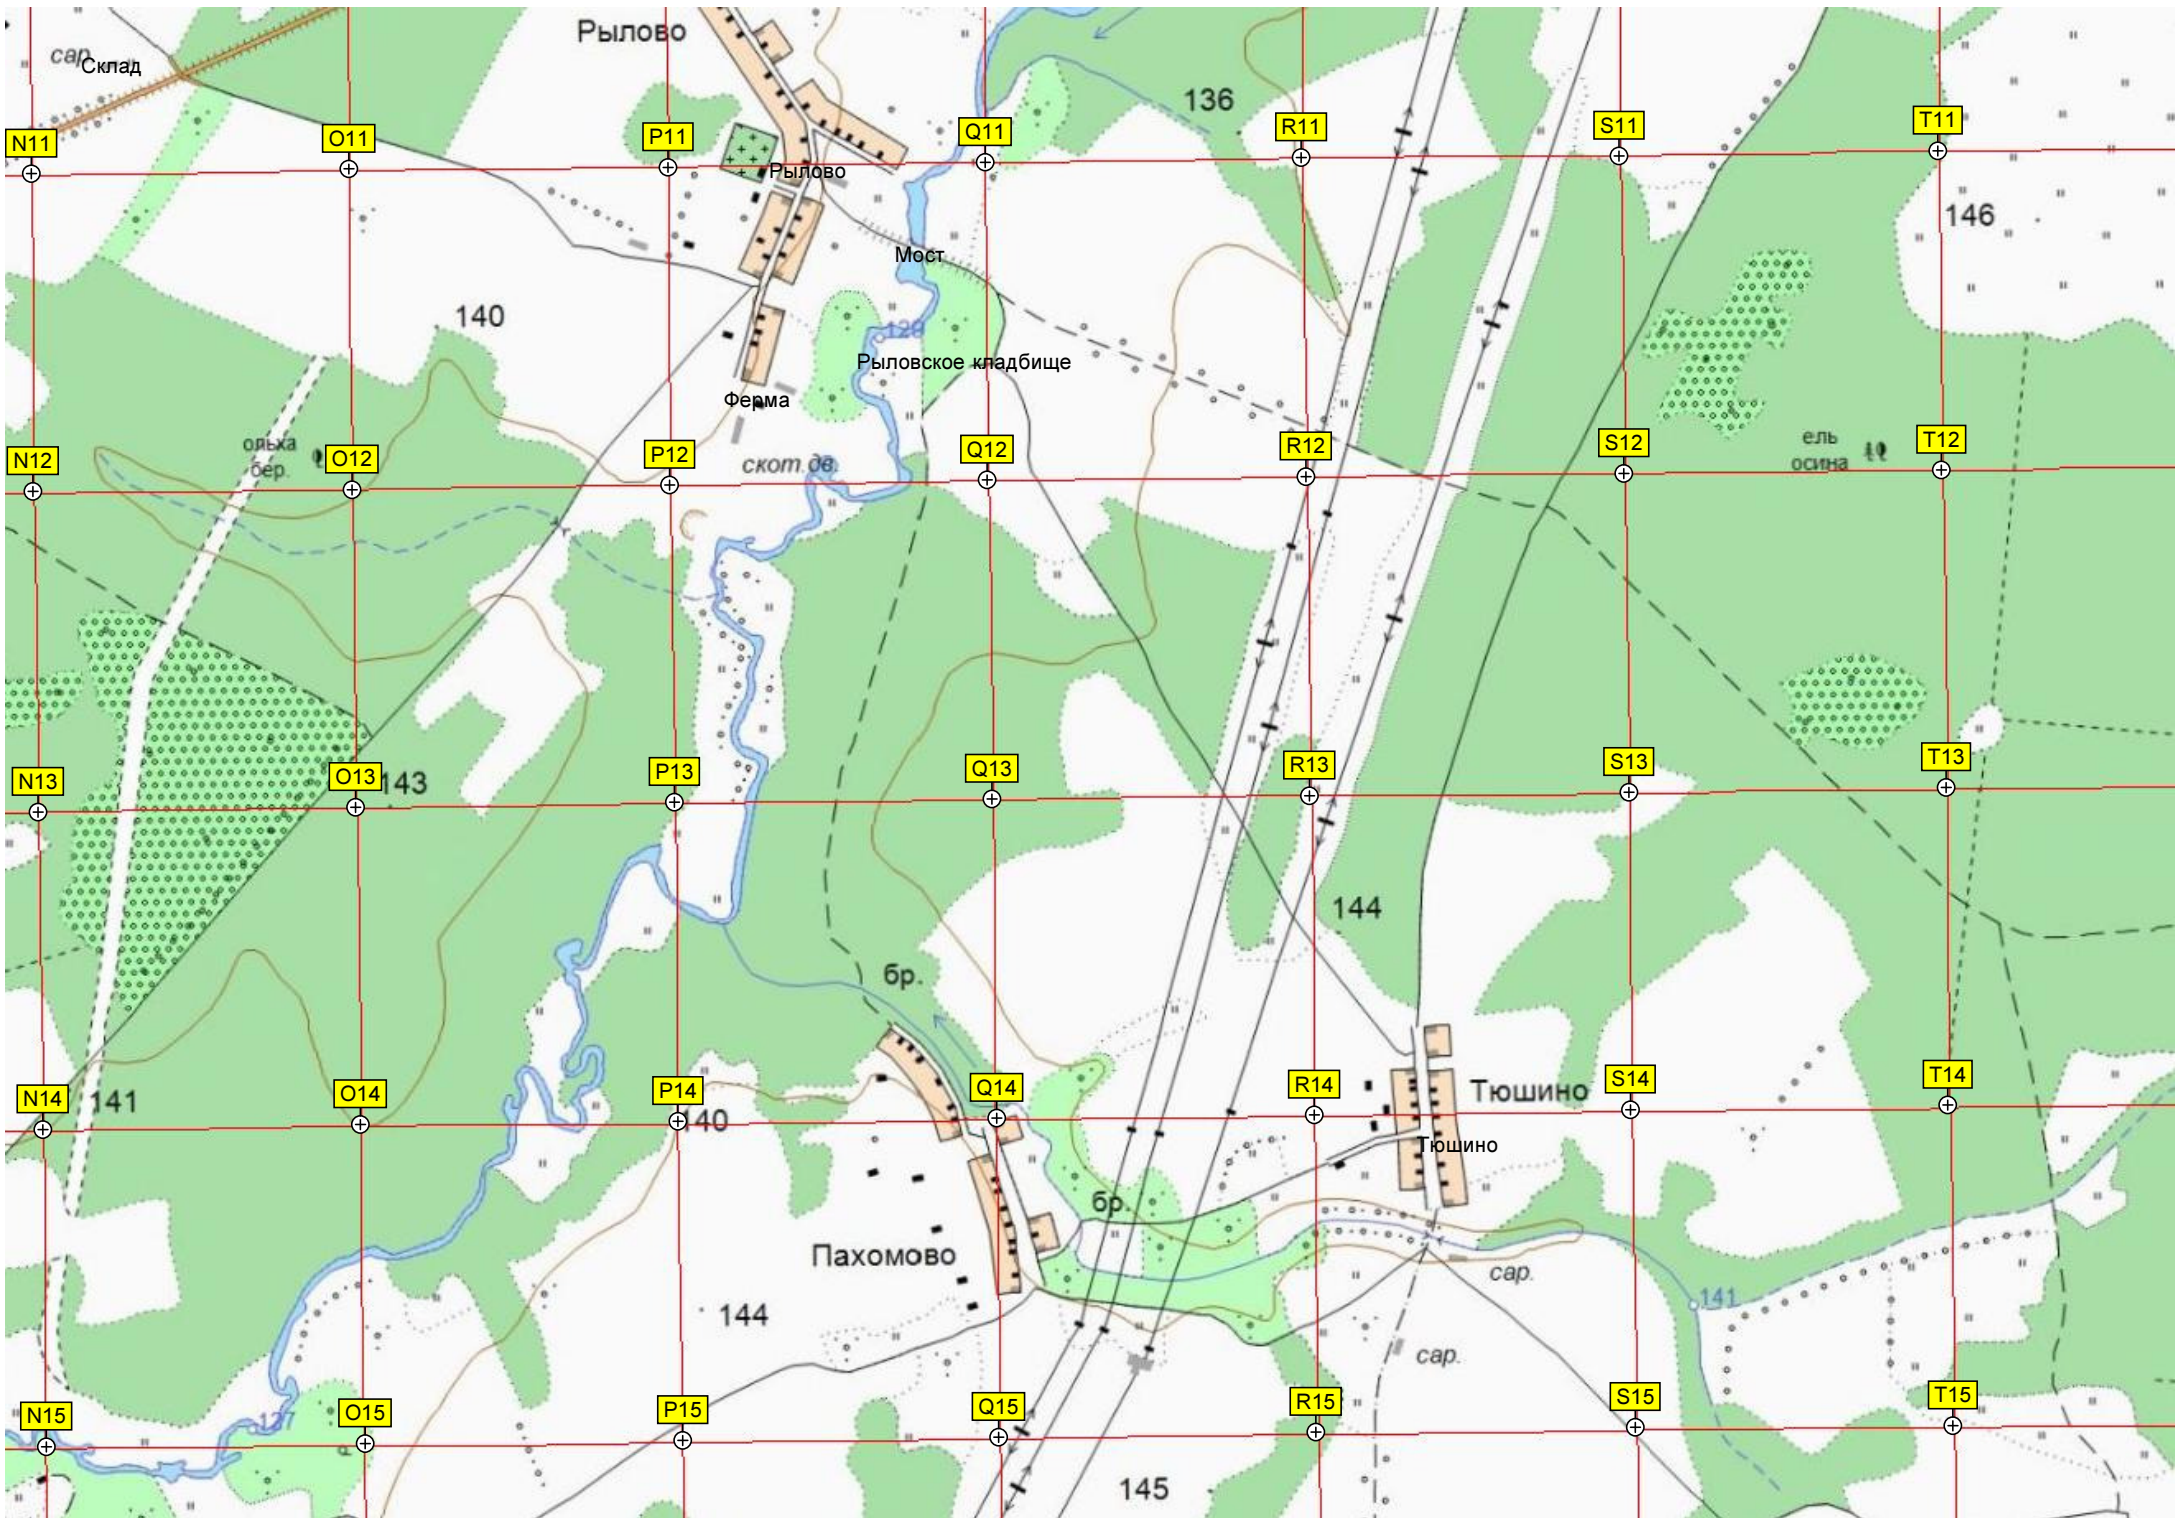 Рылово
сар.
Склад
136
N11
O11
P11
Q11
R11
S11
T11
Рылово
146
Мост
140
129
Рыловское кладбище
Ферма
ольха
бер.
скот. дв.
ель
осина
N12
O12
P12
Q12
R12
S12
T12
N13
O13
P13
Q13
R13
S13
T13
143
144
бр.
N14
O14
P14
Q14
R14
S14
T14
141
140
Тюшино
Тюшино
бр.
Пахомово
сар.
141
144
сар.
N15
O15
P15
Q15
R15
S15
T15
137
145